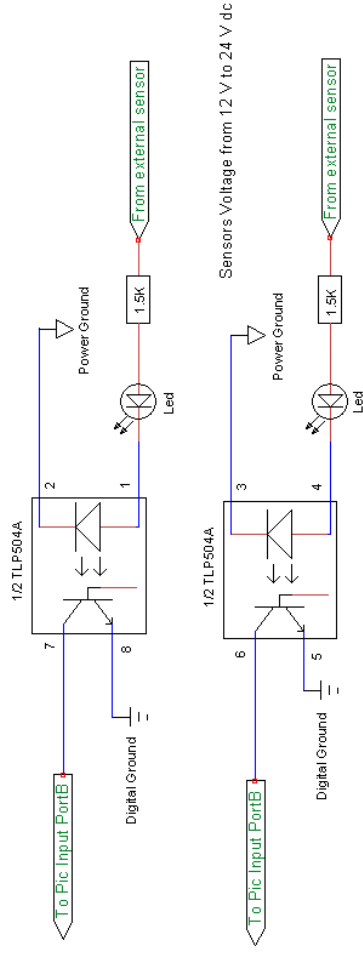 Sensors Voltage from 12 V to 24 V dc
From external sensor
1.5K
Led
Power Ground
2
1
1/2 TLP504A
7
8
Digital Ground
To Pic Input PortB
From external sensor
1.5K
Led
Power Ground
3
4
1/2 TLP504A
6
5
Digital Ground
To Pic Input PortB